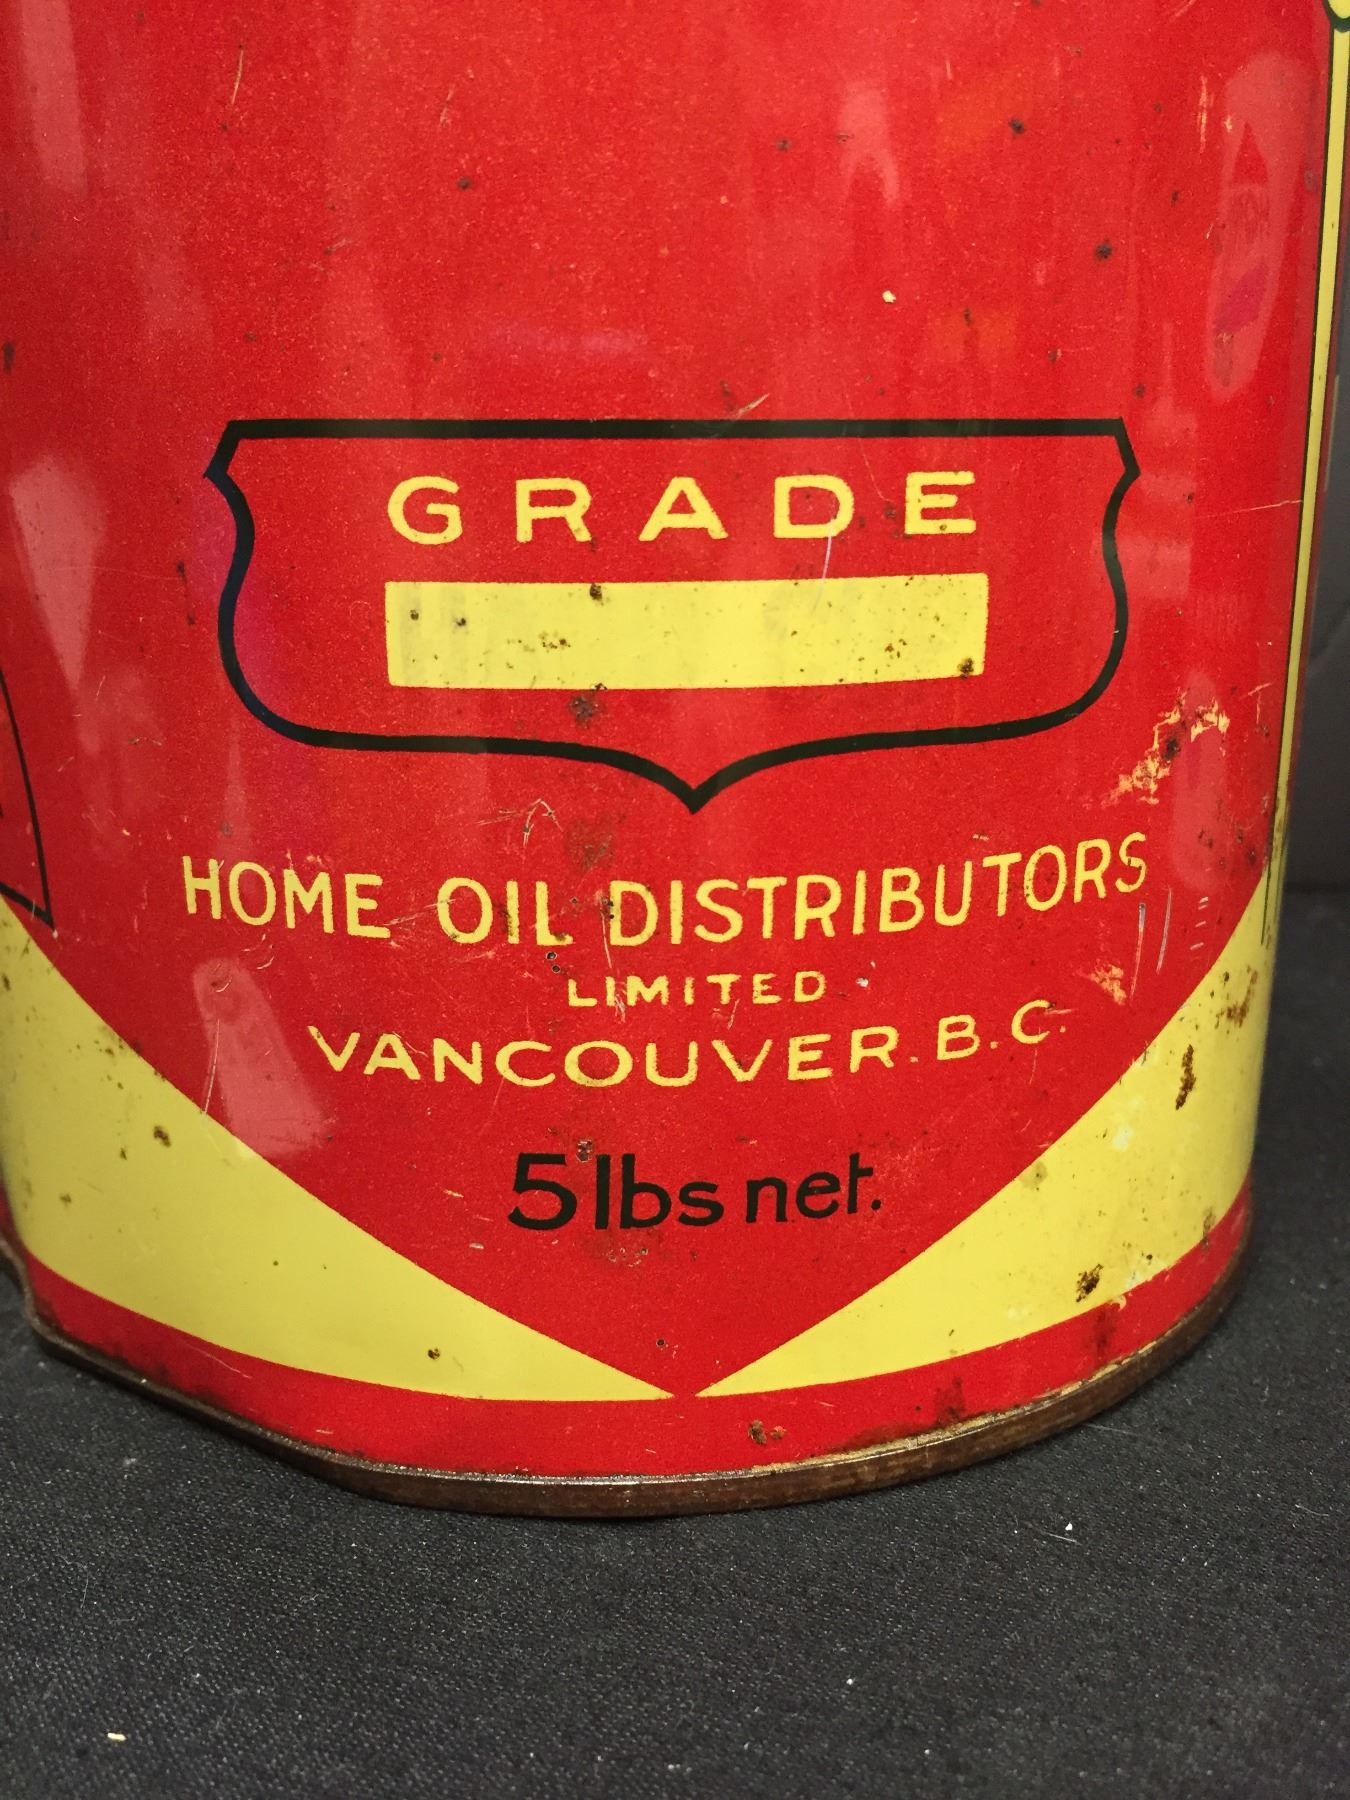 GRADE
HOME OIL DISTRIBUTORS
LIMITED
VANCOUVER. B. C.
5 lbs net.